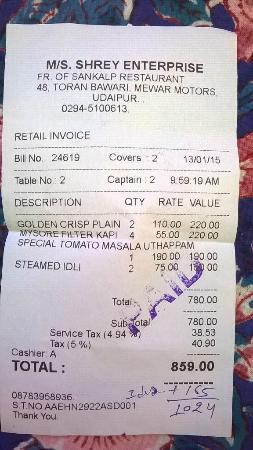 M/S. SHREY ENTERPRISE
FR. OF SANKALP RESTAURANT
48, TORAN BAWARI, MEWAR MOTORS,
UDAIPUR.
0294-5100613.
RETAIL INVOICE
Bill No. 24619 Covers : 2 13/01/15
Table No. 2 Captain : 2 9:59:19 AM
DESCRIPTION QTY RATE VALUE
GOLDEN CRISP PLAIN 2 110.00 220.00
MYSORE FILTER KAPI 4 55.00 220.00
SPECIAL TOMATO MASALA UTHAPPAM
1 190.00 190.00
STEAMED IDLI 2 75.00 150.00
PAID
Total 780.00
Sub Total 780.00
Service Tax (4.94 %) 38.53
Tax (5 %) 40.90
Cashier: A
TOTAL : 859.00
+ 165
1024
08783968936
S.T.NO AAEHN2922ASD001
Thank You.